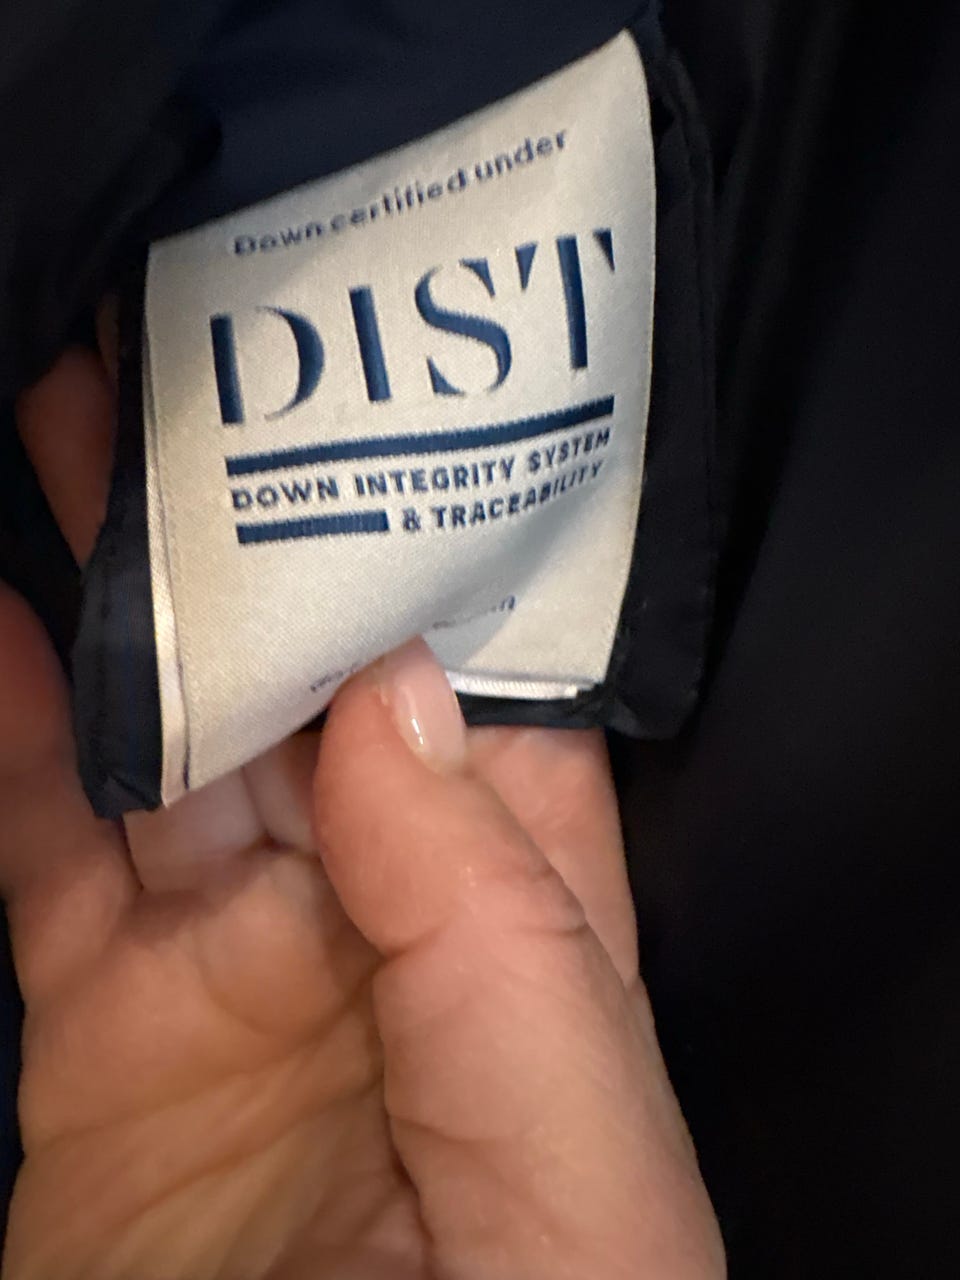 Down certified under
DIST
DOWN INTEGRITY SYSTEM
& TRACEABILITY